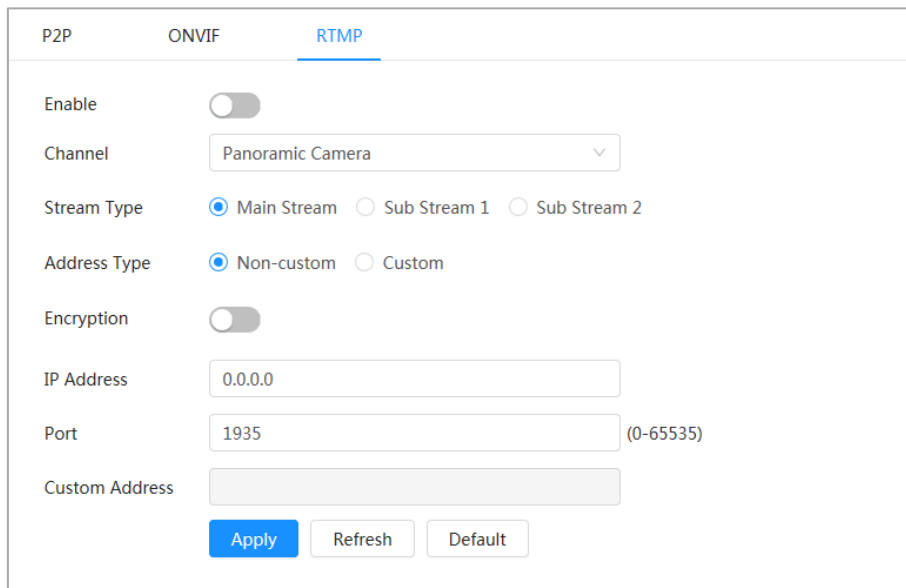 P2P ONVIF RTMP
Enable
Channel Panoramic Camera
Stream Type Main Stream Sub Stream 1 Sub Stream 2
Address Type Non-custom Custom
Encryption
IP Address 0.0.0.0
Port 1935 (0-65535)
Custom Address
Apply Refresh Default